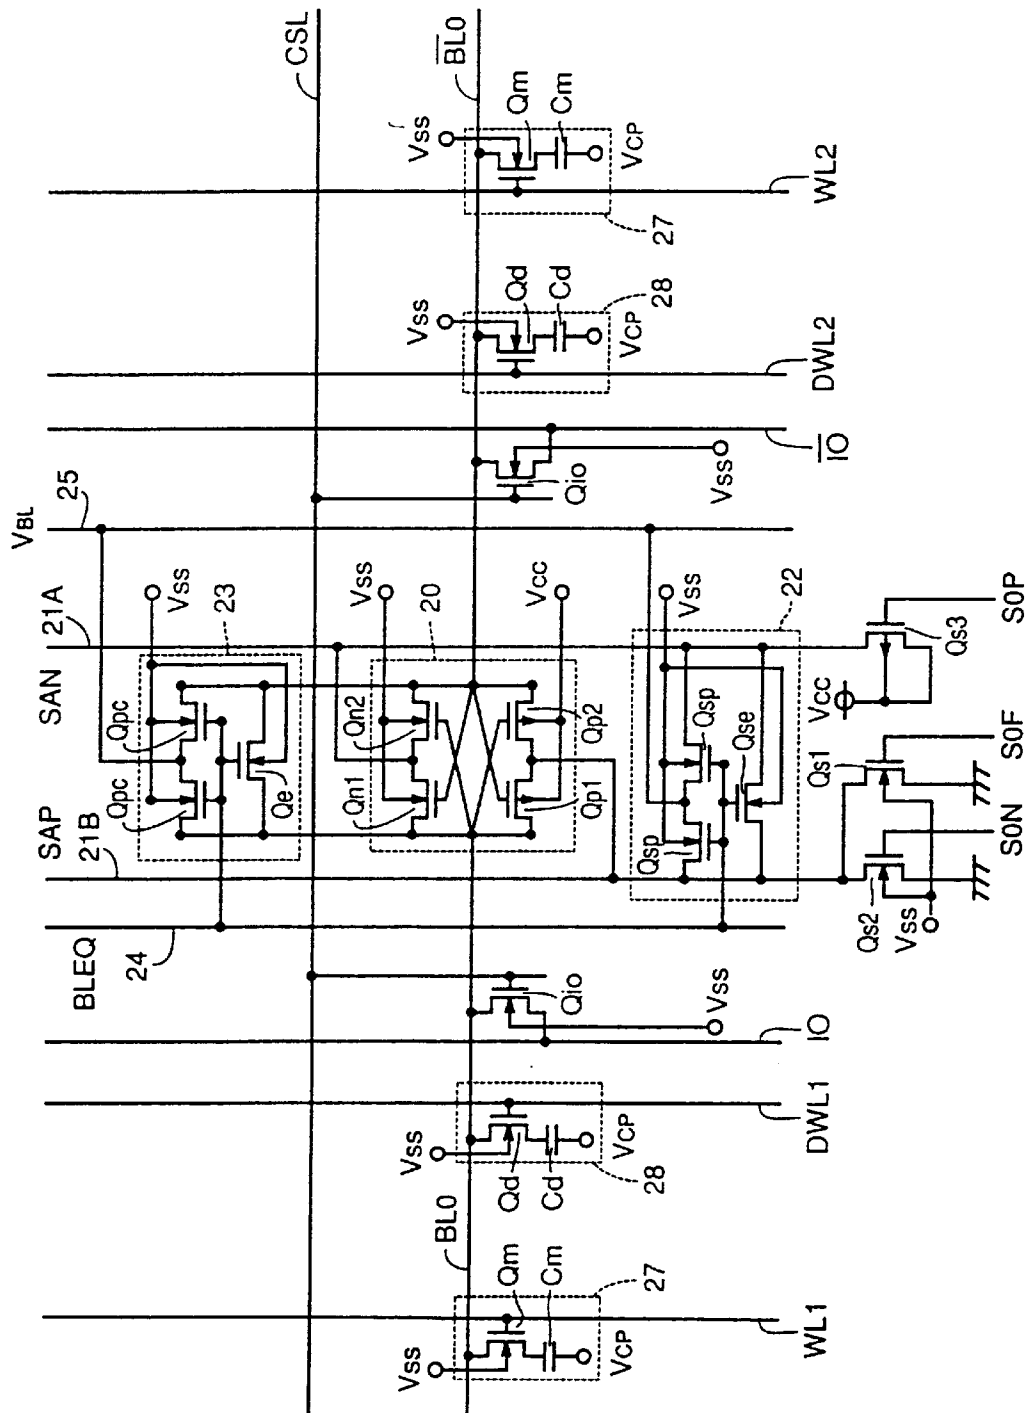 VBL
SAP
SAN
21A
25
BLEQ
21B
24
Qpc
Qpc
Vss
23
Qe
CSL
Vss
BL0
Vss
Qn1
Qn2
Vss
20
Vss
Vss
BL0
Qm
Cm
VCP
27
Qd
Cd
VCP
28
Qio
Vss
Qp1
Qp2
Vcc
Qio
Vss
Qd
Cd
VCP
28
Qm
Cm
VCP
27
Qsp
Qsp
Qse
Vss
22
WL1
DWL1
IO
IO
DWL2
WL2
Qs2
Vss
Qs1
Vcc
Qs3
S0N
S0F
S0P